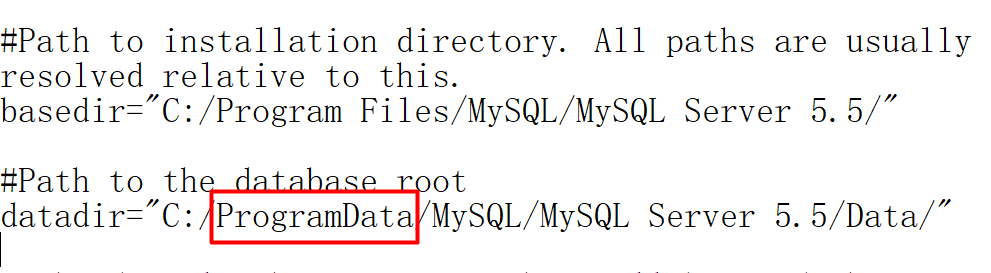 #Path to installation directory. All paths are usually
resolved relative to this.
basedir="C:/Program Files/MySQL/MySQL Server 5.5/"
#Path to the database root
datadir="C:/ProgramData/MySQL/MySQL Server 5.5/Data/"